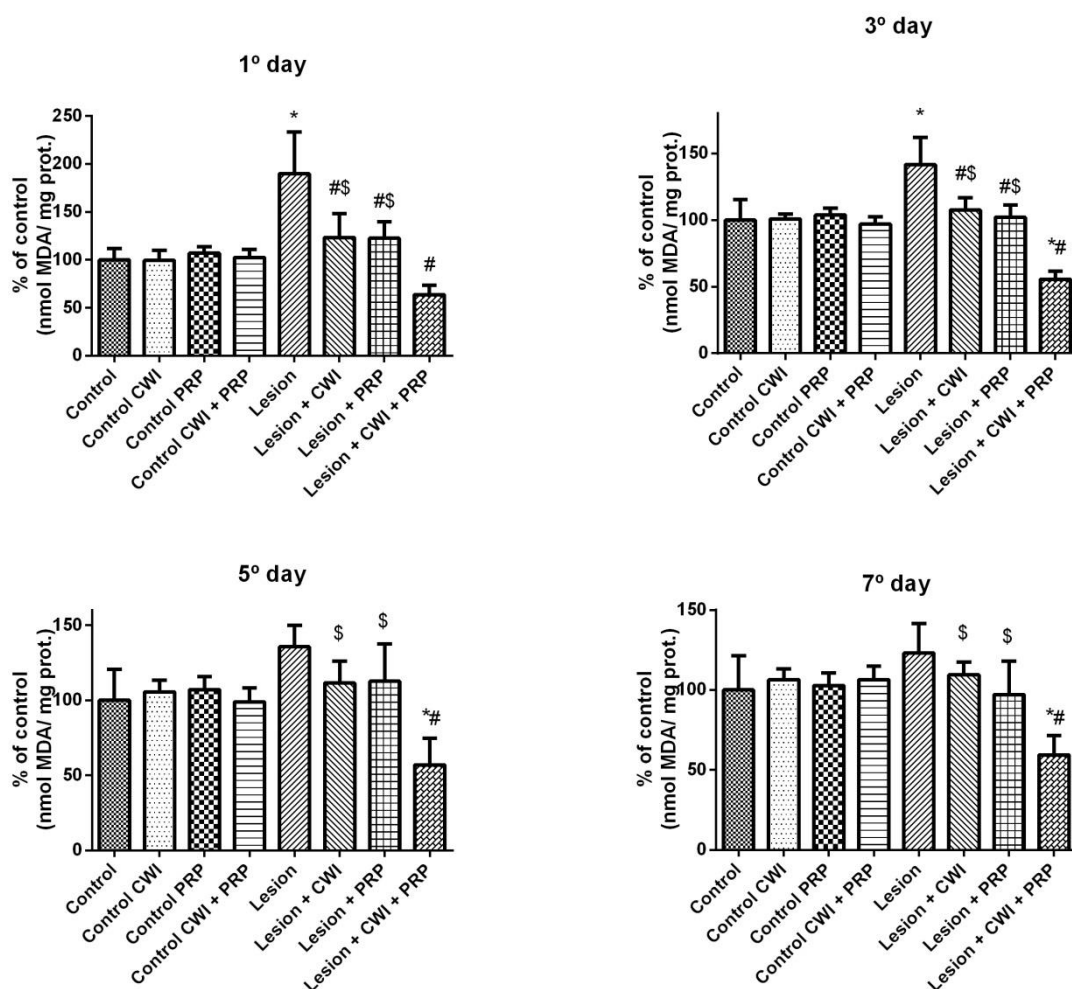 1º day
% of control
(nmol MDA/ mg prot.)
250
200
150
100
50
0
*
#$
#$
#
Control
Control CWI
Control PRP
Control CWI + PRP
Lesion
Lesion + CWI
Lesion + PRP
Lesion + CWI + PRP
3º day
% of control
(nmol MDA/ mg prot.)
150
100
50
0
*
#$
#$
*#
Control
Control CWI
Control PRP
Control CWI + PRP
Lesion
Lesion + CWI
Lesion + PRP
Lesion + CWI + PRP
5º day
% of control
(nmol MDA/ mg prot.)
150
100
50
0
$
$
*#
Control
Control CWI
Control PRP
Control CWI + PRP
Lesion
Lesion + CWI
Lesion + PRP
Lesion + CWI + PRP
7º day
% of control
(nmol MDA/ mg prot.)
150
100
50
0
$
$
*#
Control
Control CWI
Control PRP
Control CWI + PRP
Lesion
Lesion + CWI
Lesion + PRP
Lesion + CWI + PRP